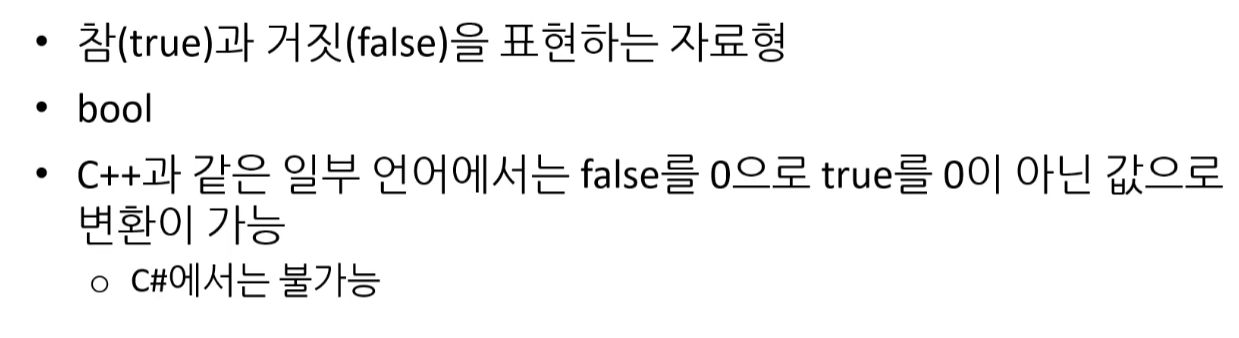 • 참(true)과 거짓(false)을 표현하는 자료형
• bool
• C++과 같은 일부 언어에서는 false를 0으로 true를 0이 아닌 값으로
변환이 가능
o C#에서는 불가능